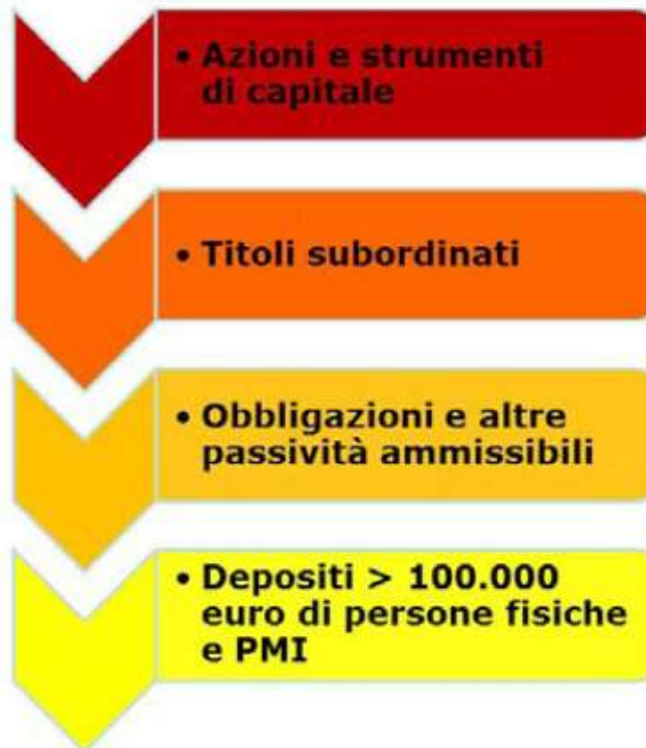 • Azioni e strumenti
di capitale
• Titoli subordinati
• Obbligazioni e altre
passività ammissibili
• Depositi > 100.000
euro di persone fisiche
e PMI